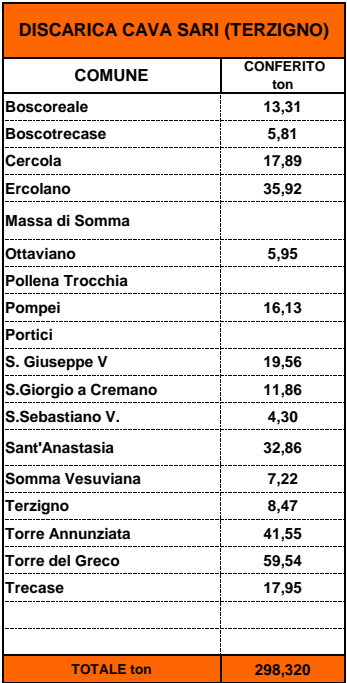 DISCARICA CAVA SARI (TERZIGNO)
COMUNE CONFERITO ton
Boscoreale 13,31
Boscotrecase 5,81
Cercola 17,89
Ercolano 35,92
Massa di Somma
Ottaviano 5,95
Pollena Trocchia
Pompei 16,13
Portici
S. Giuseppe V 19,56
S.Giorgio a Cremano 11,86
S.Sebastiano V. 4,30
Sant'Anastasia 32,86
Somma Vesuviana 7,22
Terzigno 8,47
Torre Annunziata 41,55
Torre del Greco 59,54
Trecase 17,95
TOTALE ton 298,320